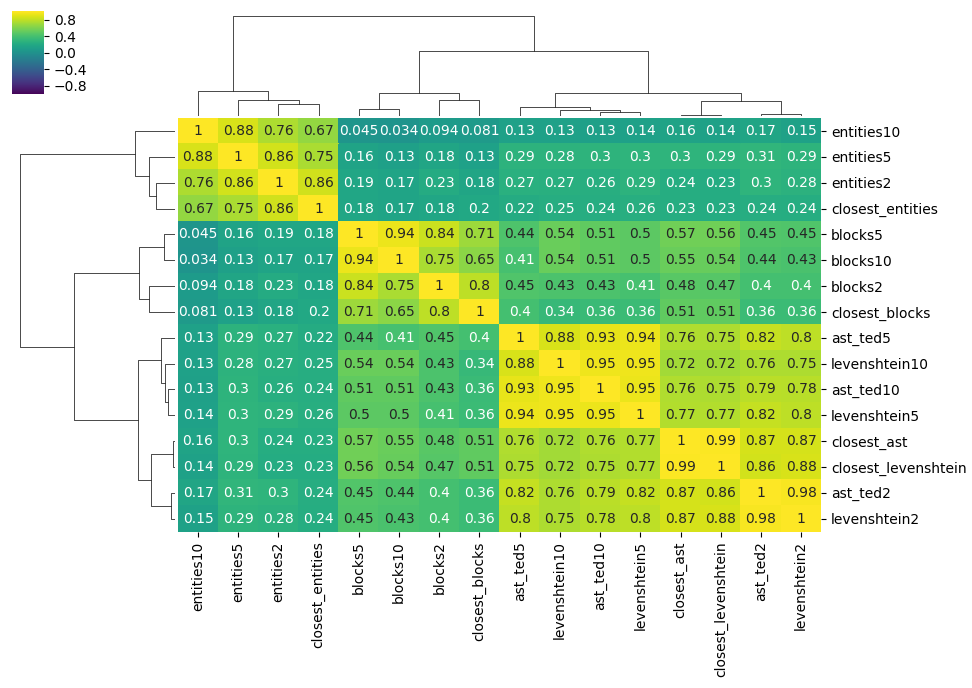 0.8
0.4
0.0
−0.4
−0.8
1 0.88 0.76 0.67 0.045 0.034 0.094 0.081 0.13 0.13 0.13 0.14 0.16 0.14 0.17 0.15 entities10
0.88 1 0.86 0.75 0.16 0.13 0.18 0.13 0.29 0.28 0.3 0.3 0.3 0.29 0.31 0.29 entities5
0.76 0.86 1 0.86 0.19 0.17 0.23 0.18 0.27 0.27 0.26 0.29 0.24 0.23 0.3 0.28 entities2
0.67 0.75 0.86 1 0.18 0.17 0.18 0.2 0.22 0.25 0.24 0.26 0.23 0.23 0.24 0.24 closest_entities
0.045 0.16 0.19 0.18 1 0.94 0.84 0.71 0.44 0.54 0.51 0.5 0.57 0.56 0.45 0.45 blocks5
0.034 0.13 0.17 0.17 0.94 1 0.75 0.65 0.41 0.54 0.51 0.5 0.55 0.54 0.44 0.43 blocks10
0.094 0.18 0.23 0.18 0.84 0.75 1 0.8 0.45 0.43 0.43 0.41 0.48 0.47 0.4 0.4 blocks2
0.081 0.13 0.18 0.2 0.71 0.65 0.8 1 0.4 0.34 0.36 0.36 0.51 0.51 0.36 0.36 closest_blocks
0.13 0.29 0.27 0.22 0.44 0.41 0.45 0.4 1 0.88 0.93 0.94 0.76 0.75 0.82 0.8 ast_ted5
0.13 0.28 0.27 0.25 0.54 0.54 0.43 0.34 0.88 1 0.95 0.95 0.72 0.72 0.76 0.75 levenshtein10
0.13 0.3 0.26 0.24 0.51 0.51 0.43 0.36 0.93 0.95 1 0.95 0.76 0.75 0.79 0.78 ast_ted10
0.14 0.3 0.29 0.26 0.5 0.5 0.41 0.36 0.94 0.95 0.95 1 0.77 0.77 0.82 0.8 levenshtein5
0.16 0.3 0.24 0.23 0.57 0.55 0.48 0.51 0.76 0.72 0.76 0.77 1 0.99 0.87 0.87 closest_ast
0.14 0.29 0.23 0.23 0.56 0.54 0.47 0.51 0.75 0.72 0.75 0.77 0.99 1 0.86 0.88 closest_levenshtein
0.17 0.31 0.3 0.24 0.45 0.44 0.4 0.36 0.82 0.76 0.79 0.82 0.87 0.86 1 0.98 ast_ted2
0.15 0.29 0.28 0.24 0.45 0.43 0.4 0.36 0.8 0.75 0.78 0.8 0.87 0.88 0.98 1 levenshtein2
entities10
entities5
entities2
closest_entities
blocks5
blocks10
blocks2
closest_blocks
ast_ted5
levenshtein10
ast_ted10
levenshtein5
closest_ast
closest_levenshtein
ast_ted2
levenshtein2